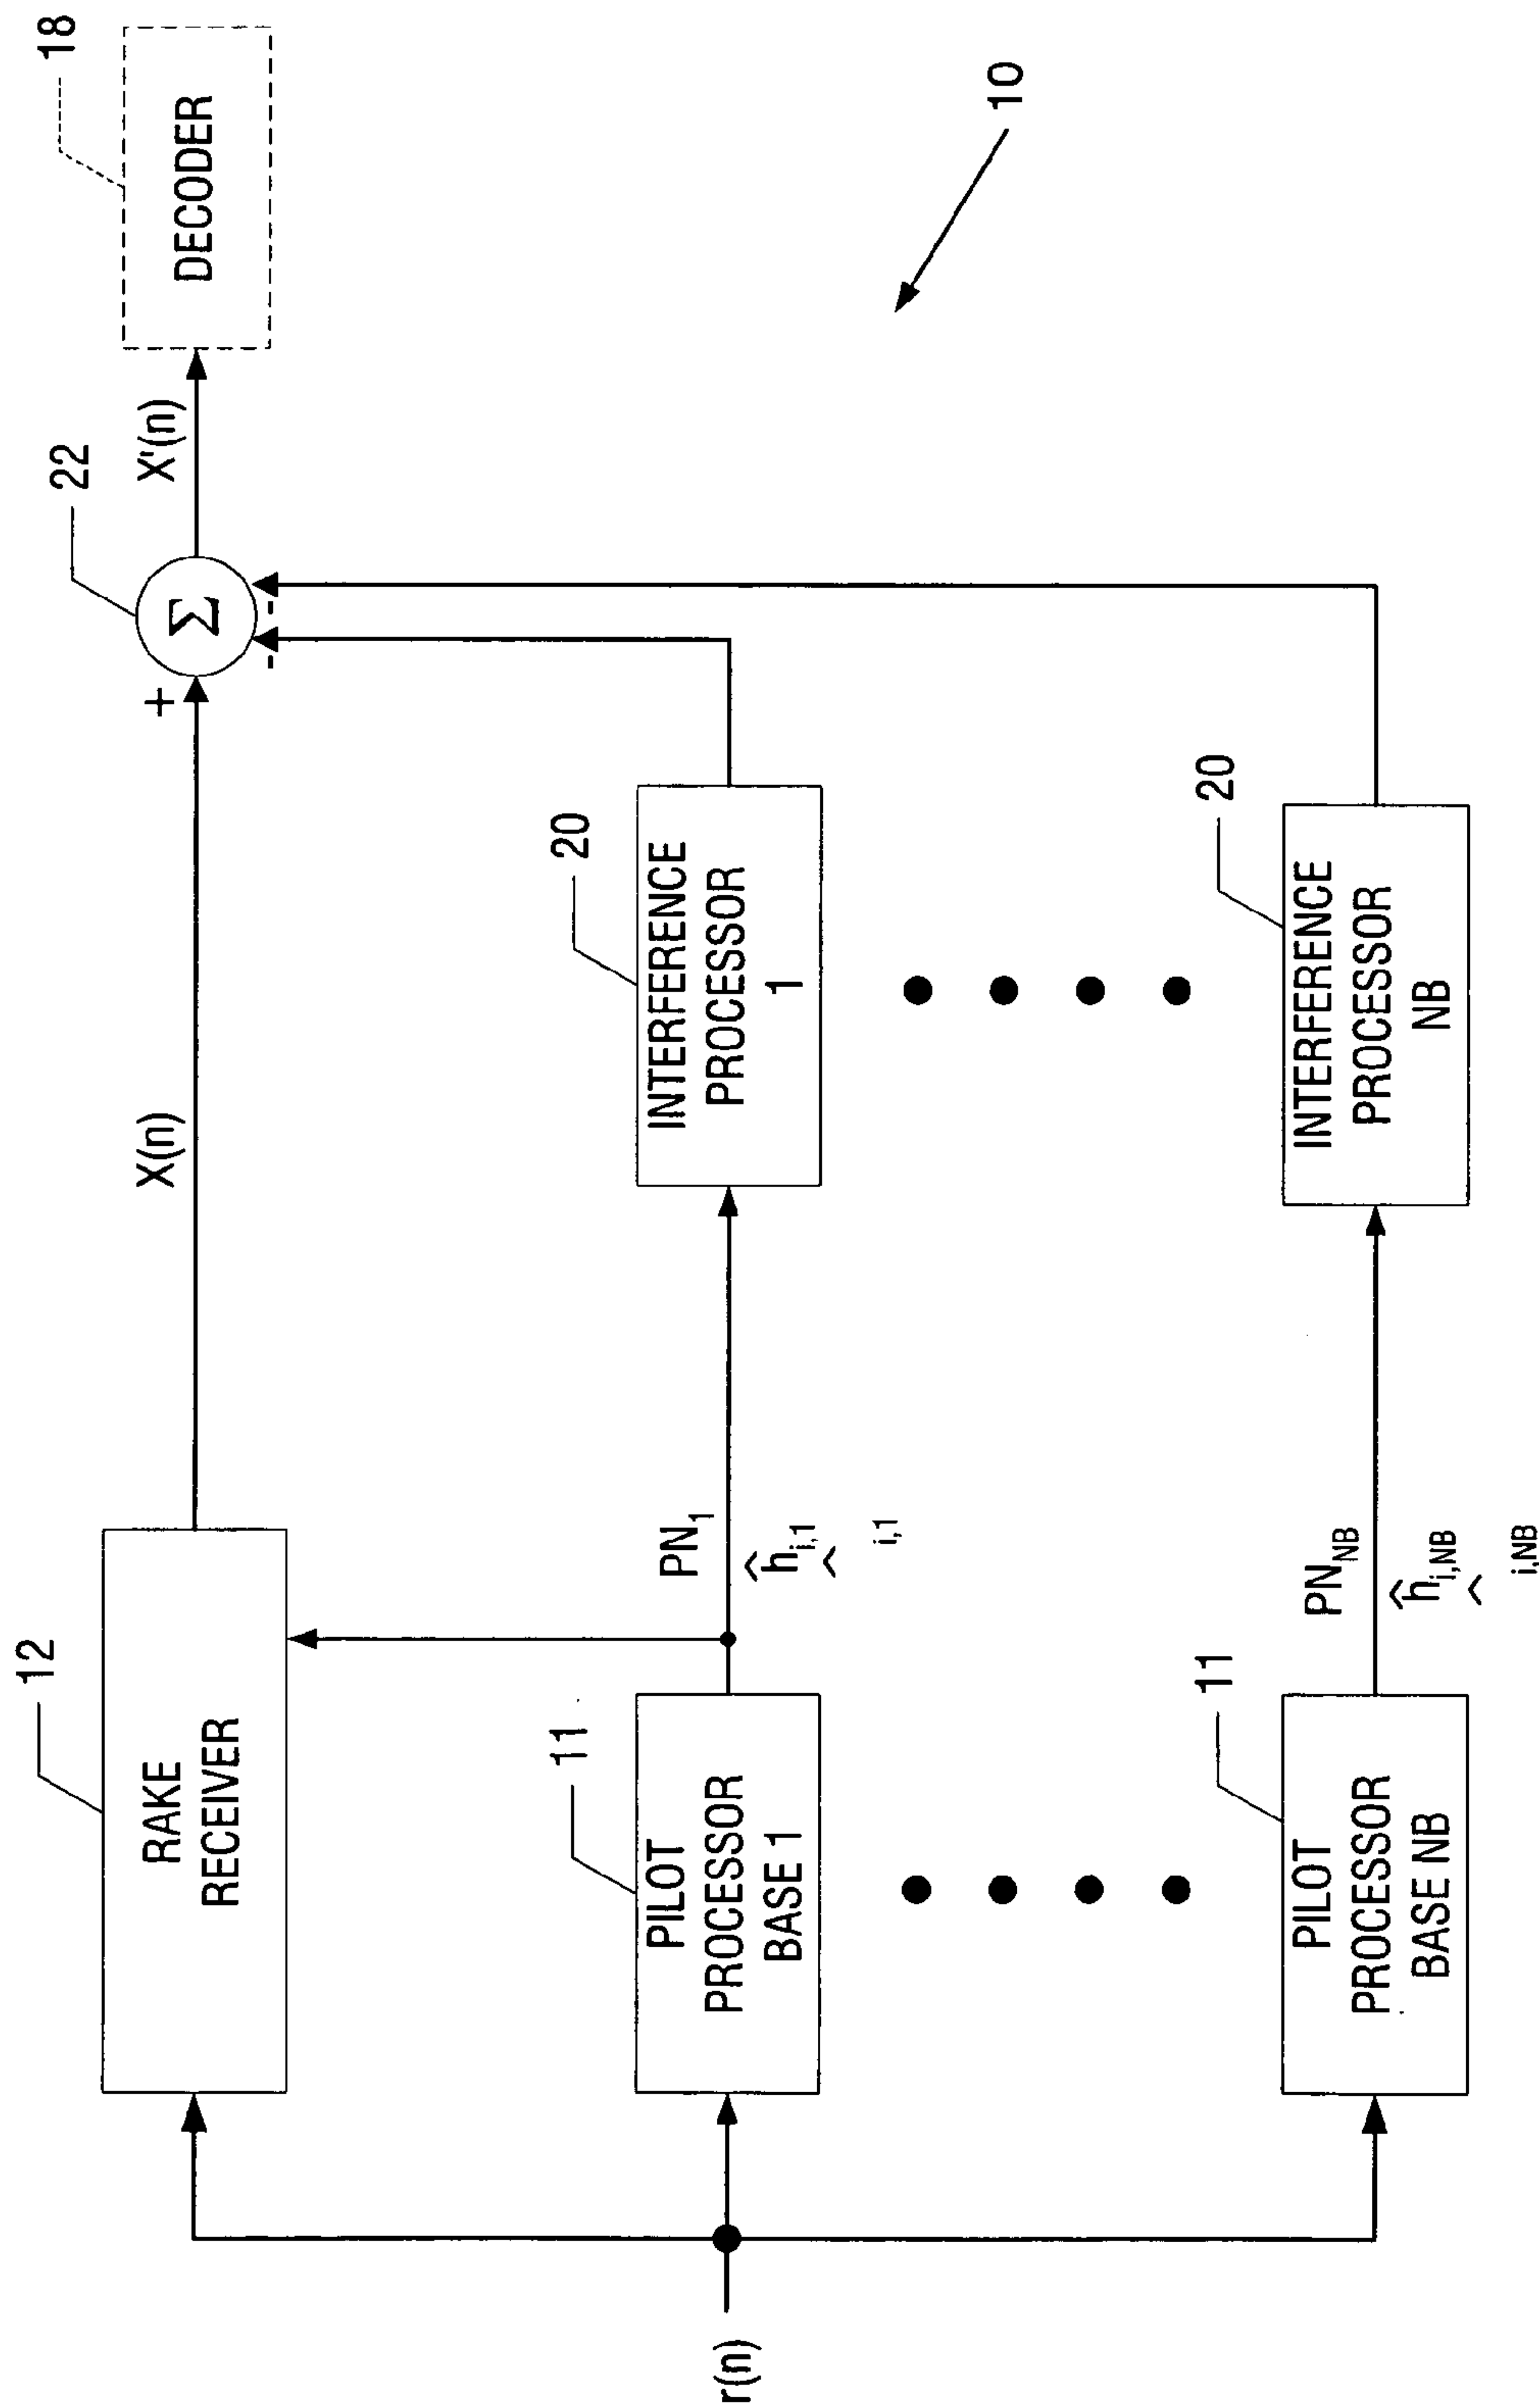 12
RAKE
RECEIVER
X(n)
+
Σ
22
X'(n)
18
DECODER
-
-
r(n)
11
PILOT
PROCESSOR
BASE 1
PN₁
ĥi,1
^ i,1
20
INTERFERENCE
PROCESSOR
1
10
11
PILOT
PROCESSOR
BASE NB
PN_NB
ĥi,NB
^ i,NB
20
INTERFERENCE
PROCESSOR
NB